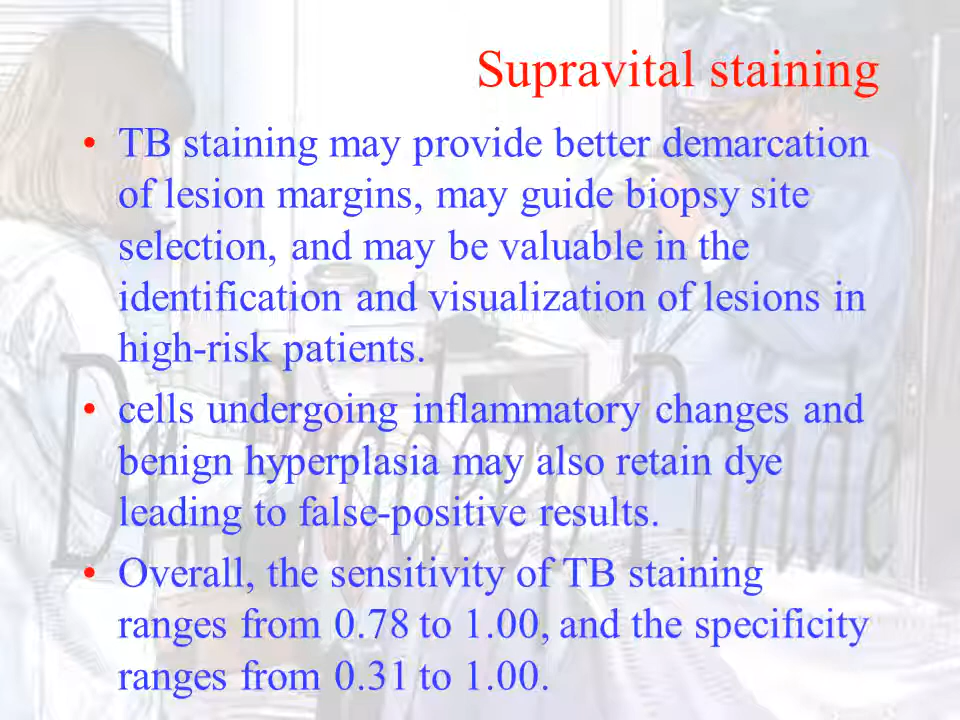 Supravital staining
• TB staining may provide better demarcation
of lesion margins, may guide biopsy site
selection, and may be valuable in the
identification and visualization of lesions in
high-risk patients.
• cells undergoing inflammatory changes and
benign hyperplasia may also retain dye
leading to false-positive results.
• Overall, the sensitivity of TB staining
ranges from 0.78 to 1.00, and the specificity
ranges from 0.31 to 1.00.
Dr.